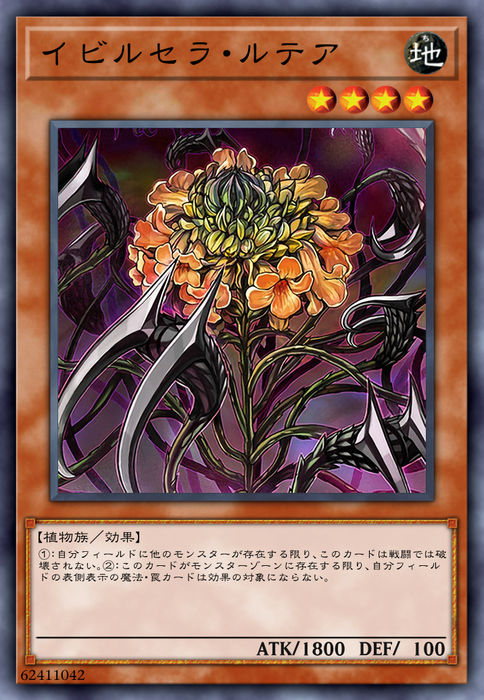 イビルセラ・ルテア
ち
地
【植物族／効果】
①:自分フィールドに他のモンスターが存在する限り､このカードは戦闘では破
壊されない｡②:このカードがモンスターゾーンに存在する限り､自分フィール
ドの表側表示の魔法･罠カードは効果の対象にならない｡
ATK/1800 DEF/ 100
62411042